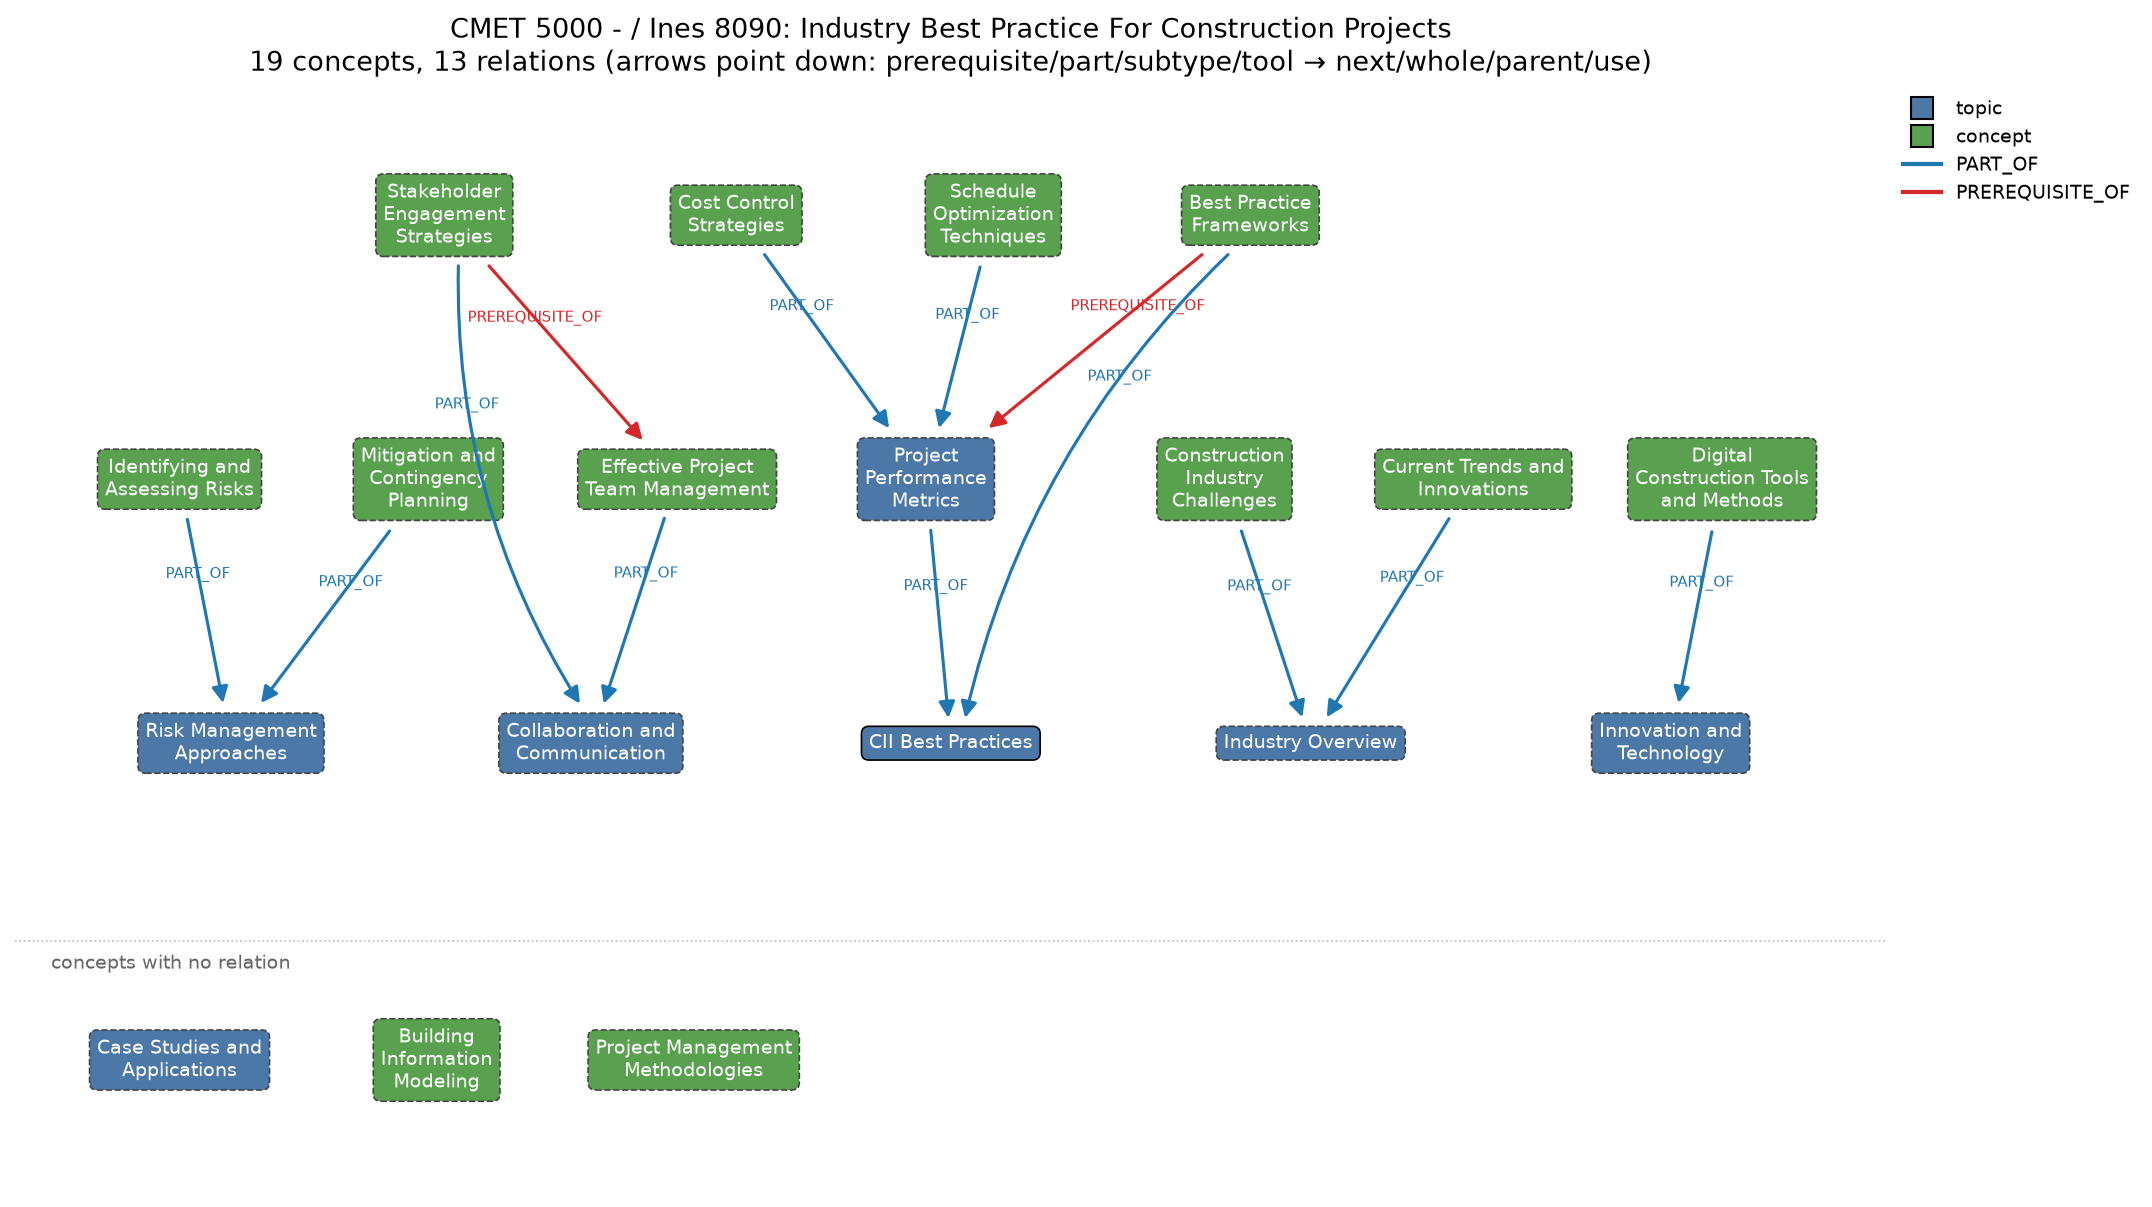 CMET 5000 - / Ines 8090: Industry Best Practice For Construction Projects
19 concepts, 13 relations (arrows point down: prerequisite/part/subtype/tool → next/whole/parent/use)
topic
concept
PART_OF
PREREQUISITE_OF
Stakeholder
Engagement
Strategies
Cost Control
Strategies
Schedule
Optimization
Techniques
Best Practice
Frameworks
PREREQUISITE_OF
PART_OF
PART_OF
PREREQUISITE_OF
PART_OF
PART_OF
Identifying and
Assessing Risks
Mitigation and
Contingency
Planning
Effective Project
Team Management
Project
Performance
Metrics
Construction
Industry
Challenges
Current Trends and
Innovations
Digital
Construction Tools
and Methods
PART_OF
PART_OF
PART_OF
PART_OF
PART_OF
PART_OF
PART_OF
Risk Management
Approaches
Collaboration and
Communication
CII Best Practices
Industry Overview
Innovation and
Technology
concepts with no relation
Case Studies and
Applications
Building
Information
Modeling
Project Management
Methodologies